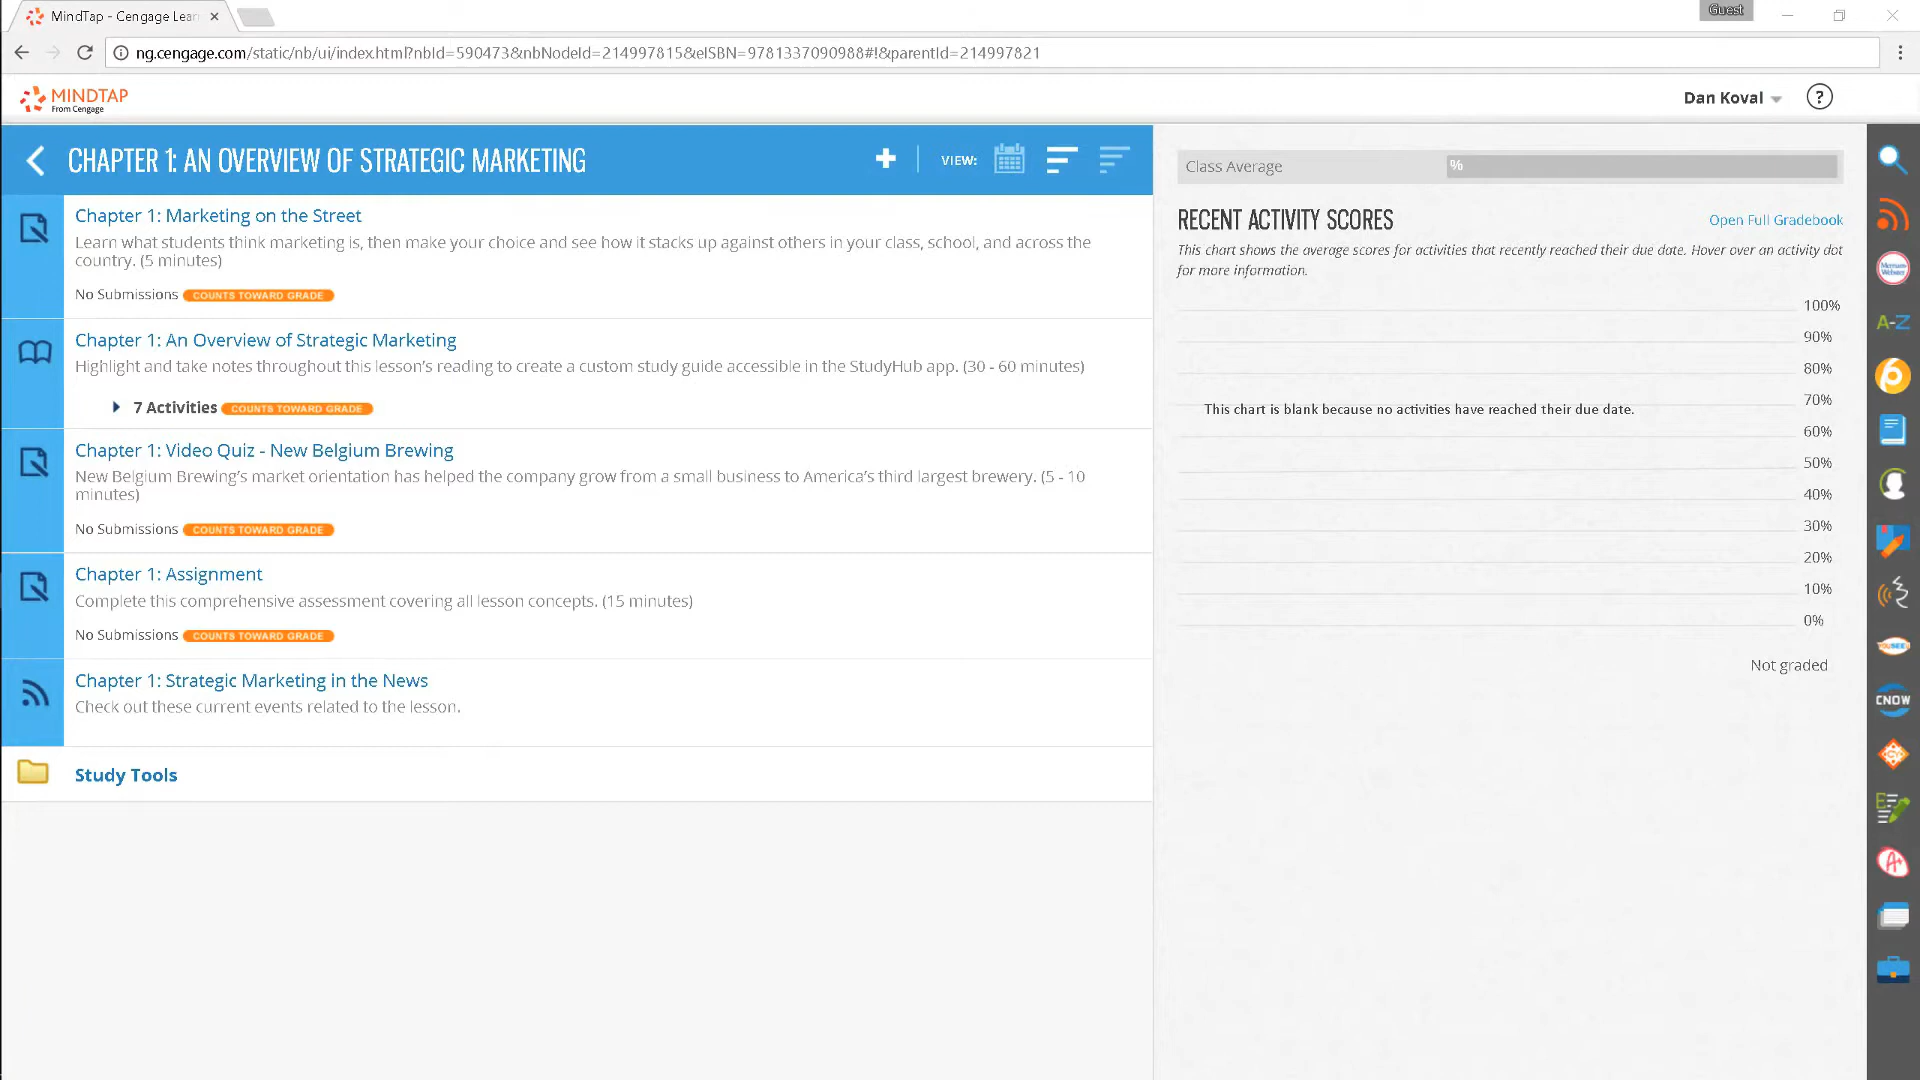 MindTap - Cengage Lear
Guest
ng.cengage.com/static/nb/ui/index.html?nbId=590473&nbNodeId=214997815&eISBN=9781337090988#!&parentId=214997821
MINDTAP
From Cengage
Dan Koval
?
CHAPTER 1: AN OVERVIEW OF STRATEGIC MARKETING
VIEW:
Chapter 1: Marketing on the Street
Learn what students think marketing is, then make your choice and see how it stacks up against others in your class, school, and across the
country. (5 minutes)
No Submissions COUNTS TOWARD GRADE
Chapter 1: An Overview of Strategic Marketing
Highlight and take notes throughout this lesson's reading to create a custom study guide accessible in the StudyHub app. (30 - 60 minutes)
7 Activities COUNTS TOWARD GRADE
Chapter 1: Video Quiz - New Belgium Brewing
New Belgium Brewing's market orientation has helped the company grow from a small business to America's third largest brewery. (5 - 10
minutes)
No Submissions COUNTS TOWARD GRADE
Chapter 1: Assignment
Complete this comprehensive assessment covering all lesson concepts. (15 minutes)
No Submissions COUNTS TOWARD GRADE
Chapter 1: Strategic Marketing in the News
Check out these current events related to the lesson.
Study Tools
Class Average %
RECENT ACTIVITY SCORES
Open Full Gradebook
This chart shows the average scores for activities that recently reached their due date. Hover over an activity dot
for more information.
100%
90%
80%
70%
This chart is blank because no activities have reached their due date.
60%
50%
40%
30%
20%
10%
0%
Not graded
Merriam-
Webster
A-Z
YOUSEEU
CNOW
A+